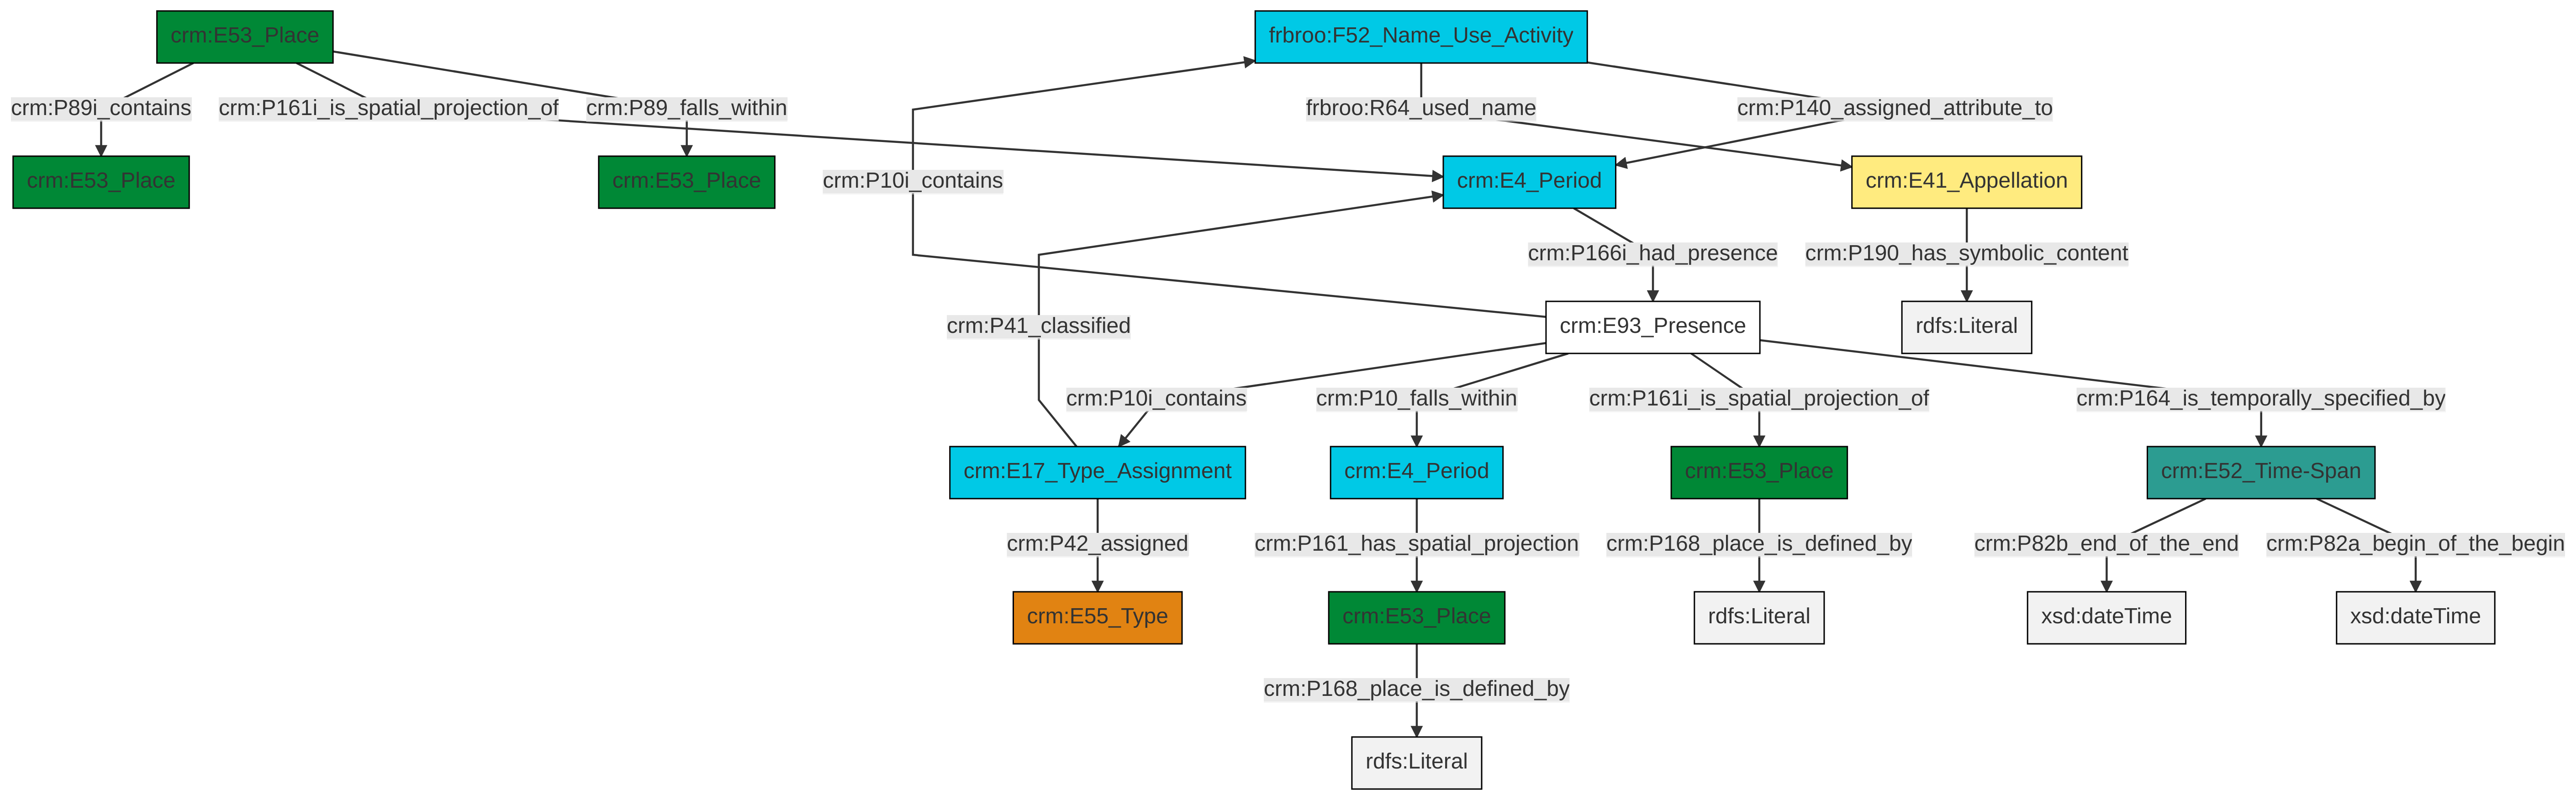 crm:E53_Place
frbroo:F52_Name_Use_Activity
crm:P89i_contains
crm:P161i_is_spatial_projection_of
crm:P89_falls_within
frbroo:R64_used_name
crm:P140_assigned_attribute_to
crm:E53_Place
crm:E53_Place
crm:P10i_contains
crm:E4_Period
crm:E41_Appellation
crm:P166i_had_presence
crm:P190_has_symbolic_content
crm:P41_classified
crm:E93_Presence
rdfs:Literal
crm:P10i_contains
crm:P10_falls_within
crm:P161i_is_spatial_projection_of
crm:P164_is_temporally_specified_by
crm:E17_Type_Assignment
crm:E4_Period
crm:E53_Place
crm:E52_Time-Span
crm:P42_assigned
crm:P161_has_spatial_projection
crm:P168_place_is_defined_by
crm:P82b_end_of_the_end
crm:P82a_begin_of_the_begin
crm:E55_Type
crm:E53_Place
rdfs:Literal
xsd:dateTime
xsd:dateTime
crm:P168_place_is_defined_by
rdfs:Literal